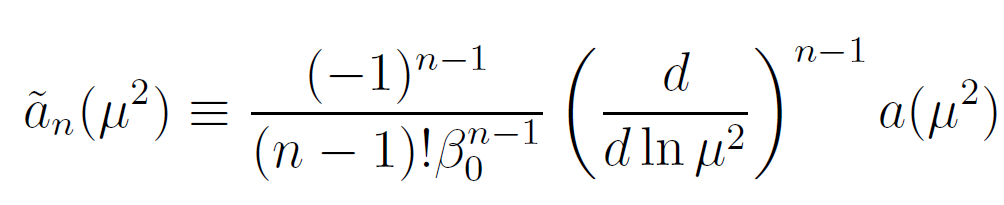 $\tilde{a}_n(\mu^2) \equiv \frac{(-1)^{n-1}}{(n-1)!\beta_0^{n-1}} \left( \frac{d}{d \ln \mu^2} \right)^{n-1} a(\mu^2)$